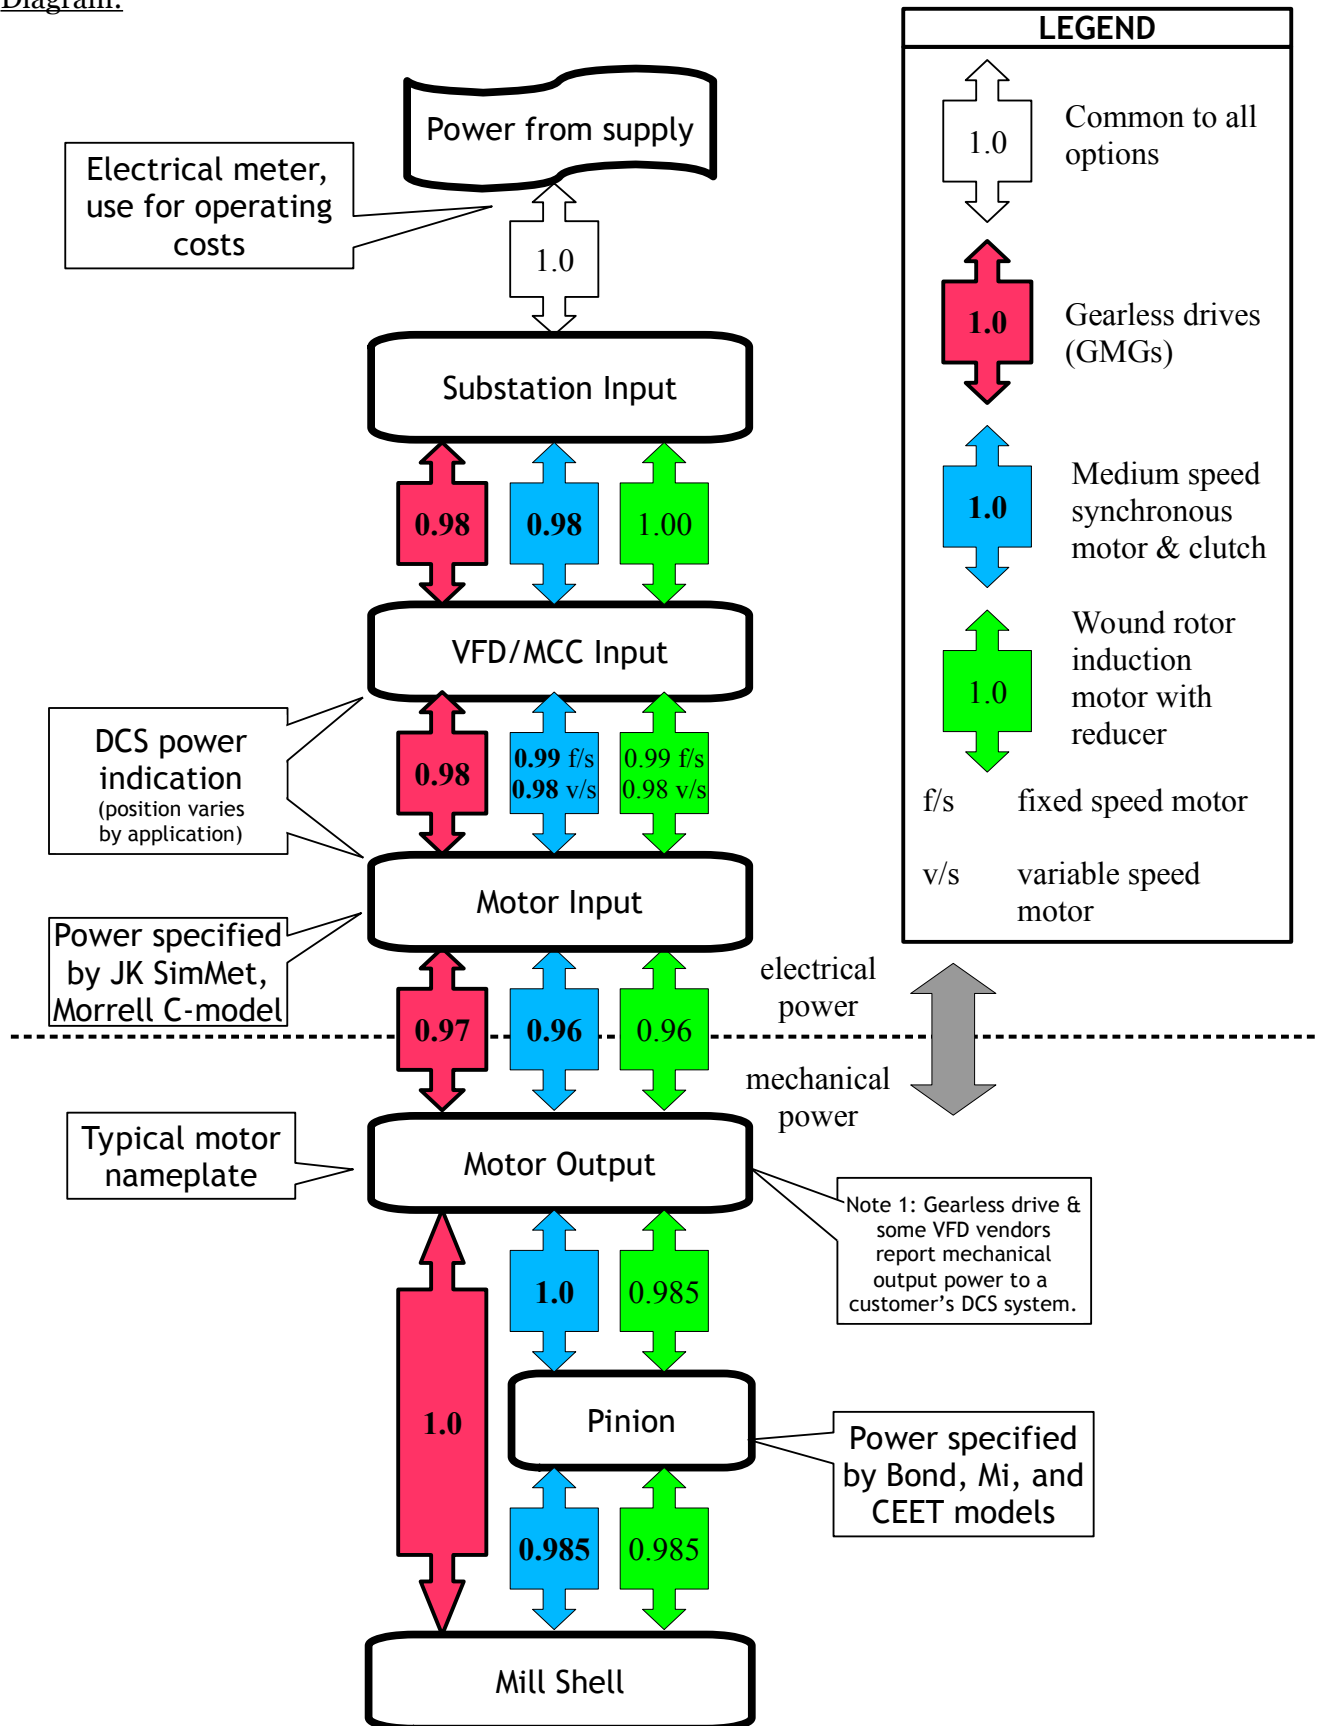 Diagram:
LEGEND
1.0
Common to all
options
1.0
Gearless drives
(GMGs)
1.0
Medium speed
synchronous
motor & clutch
1.0
Wound rotor
induction
motor with
reducer
f/s fixed speed motor
v/s variable speed
motor
Power from supply
Electrical meter,
use for operating
costs
1.0
Substation Input
0.98 0.98 1.00
VFD/MCC Input
DCS power
indication
(position varies
by application)
0.98
0.99 f/s
0.98 v/s
0.99 f/s
0.98 v/s
Motor Input
Power specified
by JK SimMet,
Morrell C-model
0.97 0.96 0.96
electrical
power
mechanical
power
Typical motor
nameplate
Motor Output
Note 1: Gearless drive &
some VFD vendors
report mechanical
output power to a
customer's DCS system.
1.0 0.985
1.0
Pinion
Power specified
by Bond, Mi, and
CEET models
0.985 0.985
Mill Shell